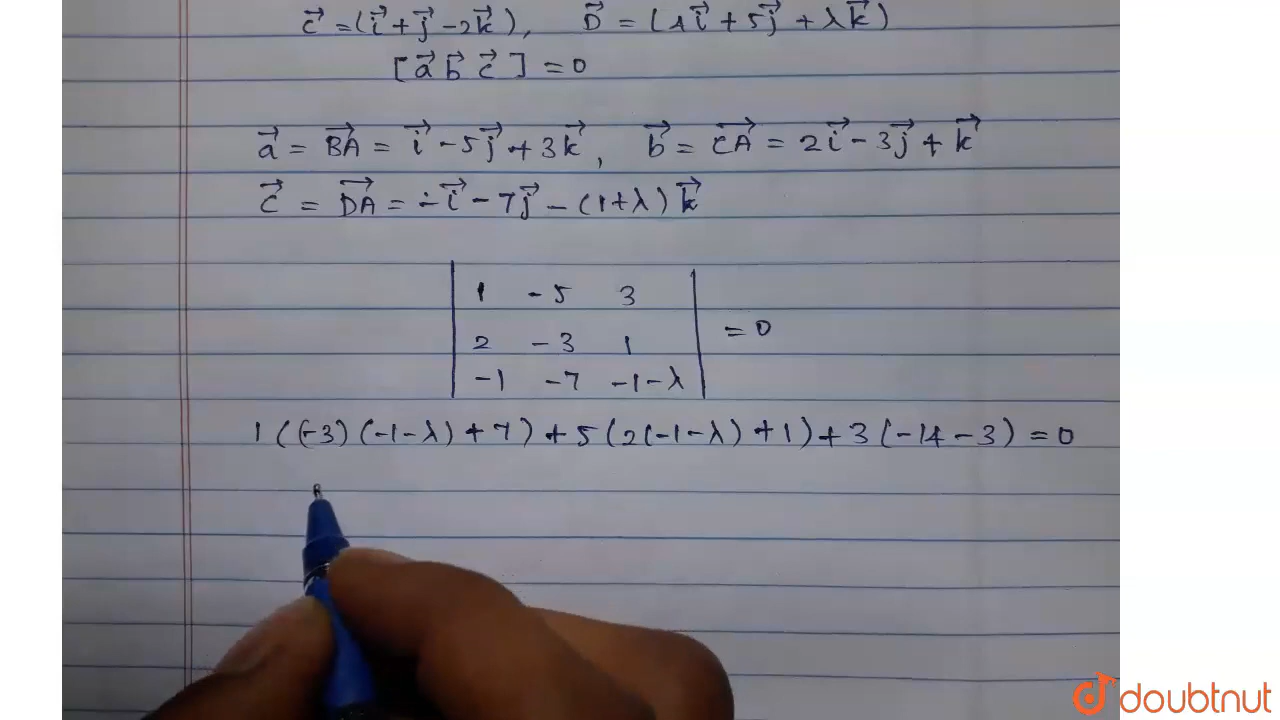 c⃗ = (i⃗ + j⃗ - 2k⃗), D⃗ = (4i⃗ + 5j⃗ + λk⃗)
[a⃗ b⃗ c⃗] = 0
a⃗ = BA⃗ = i⃗ - 5j⃗ + 3k⃗, b⃗ = CA⃗ = 2i⃗ - 3j⃗ + k⃗
c⃗ = DA⃗ = -i⃗ - 7j⃗ - (1+λ)k⃗
| 1 -5 3 |
| 2 -3 1 | = 0
| -1 -7 -1-λ |
1((-3)(-1-λ)+7)+5(2(-1-λ)+1)+3(-14-3) = 0
doubtnut